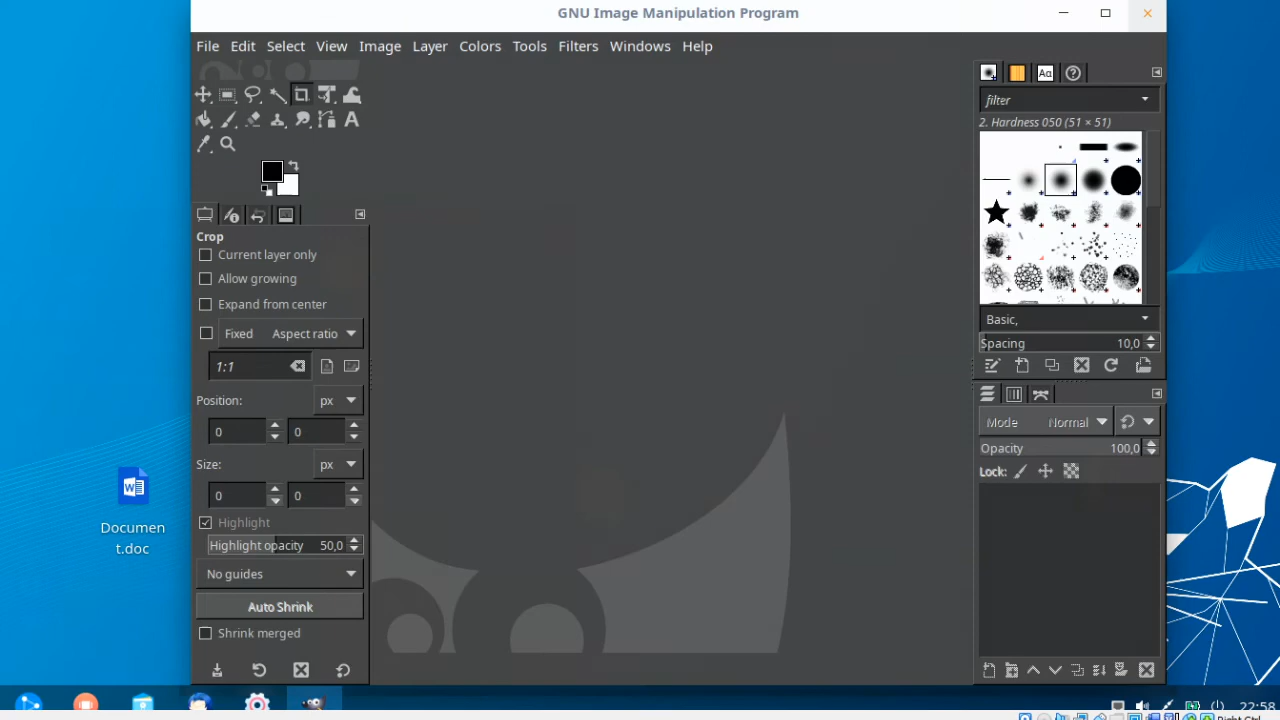 GNU Image Manipulation Program
File Edit Select View Image Layer Colors Tools Filters Windows Help
filter
2. Hardness 050 (51 × 51)
Crop
Current layer only
Allow growing
Expand from center
Fixed Aspect ratio
1:1
Position: px
0 0
Size: px
0 0
Highlight
Highlight opacity 50,0
No guides
Auto Shrink
Shrink merged
Basic,
Spacing 10,0
Mode Normal
Opacity 100,0
Lock:
Documen
t.doc
22:58
Right Ctrl